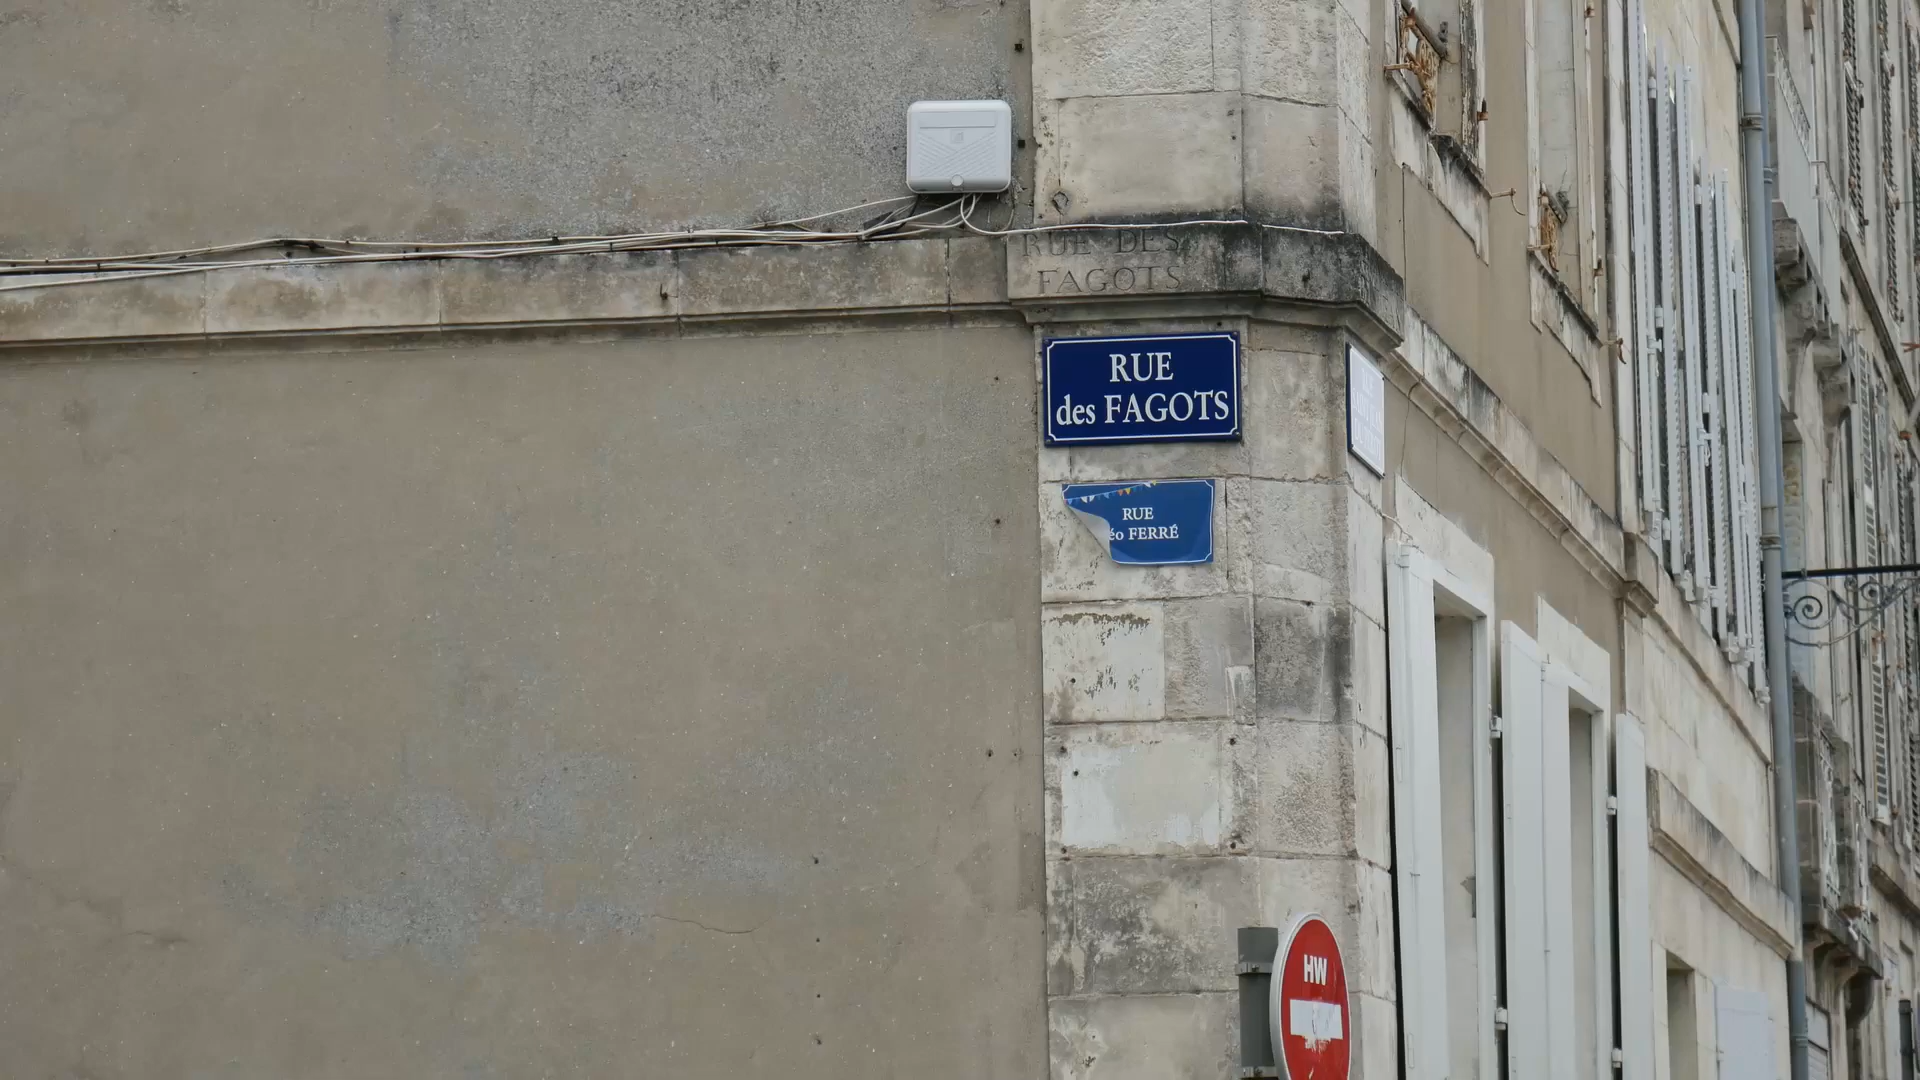 RUE DES
FAGOTS
RUE
des FAGOTS
RUE
éo FERRÉ
HW